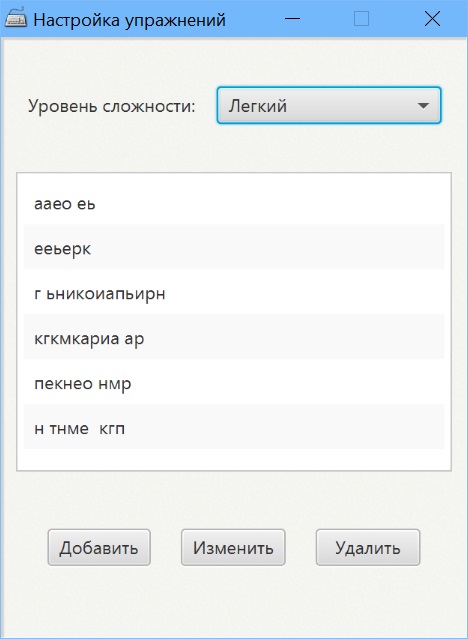 Настройка упражнений
Уровень сложности: Легкий
ааео еь
ееьерк
г ьникоиапьирн
кгкмкариа ар
пекнео нмр
н тнме  кгп
Добавить Изменить Удалить